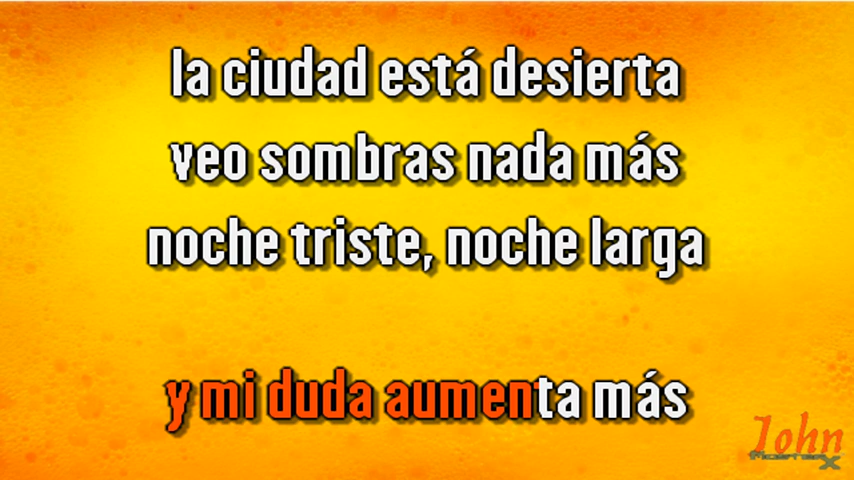 la ciudad está desierta
veo sombras nada más
noche triste, noche larga
y mi duda aumenta más
John